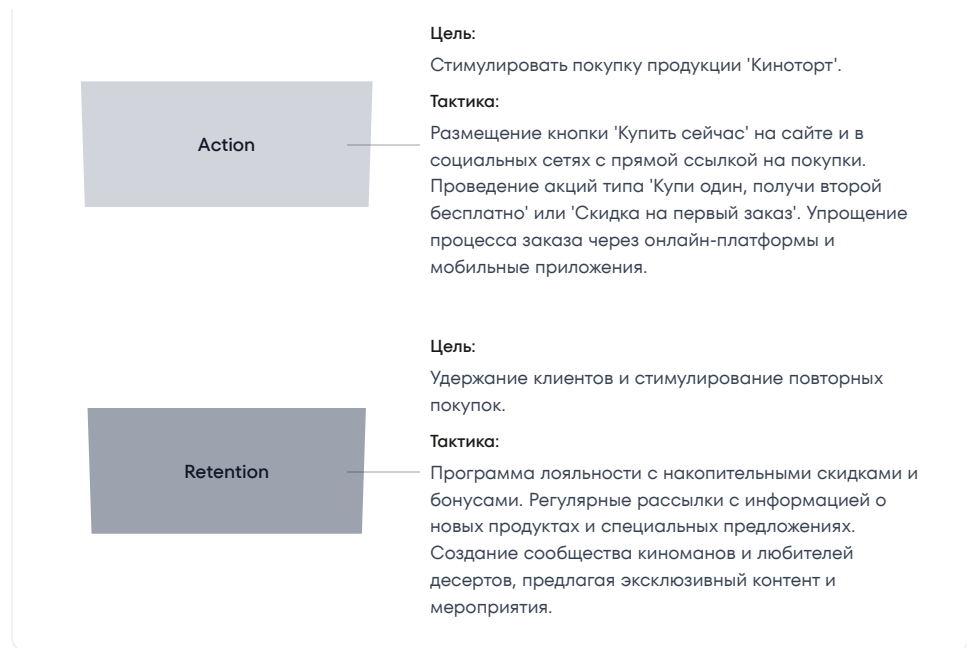 Цель:
Стимулировать покупку продукции 'Киноторт'.
Тактика:
Action
Размещение кнопки 'Купить сейчас' на сайте и в
социальных сетях с прямой ссылкой на покупки.
Проведение акций типа 'Купи один, получи второй
бесплатно' или 'Скидка на первый заказ'. Упрощение
процесса заказа через онлайн-платформы и
мобильные приложения.
Цель:
Удержание клиентов и стимулирование повторных
покупок.
Тактика:
Retention
Программа лояльности с накопительными скидками и
бонусами. Регулярные рассылки с информацией о
новых продуктах и специальных предложениях.
Создание сообщества киноманов и любителей
десертов, предлагая эксклюзивный контент и
мероприятия.